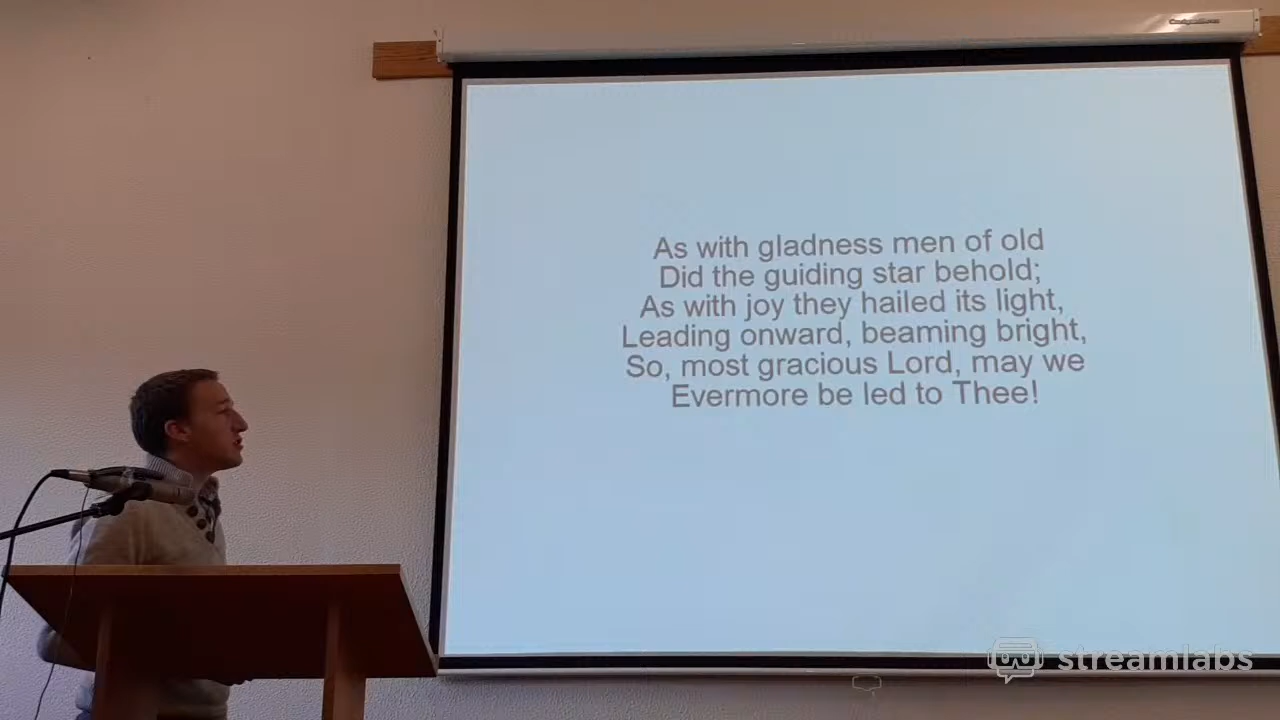 As with gladness men of old
Did the guiding star behold;
As with joy they hailed its light,
Leading onward, beaming bright,
So, most gracious Lord, may we
Evermore be led to Thee!
streamlabs